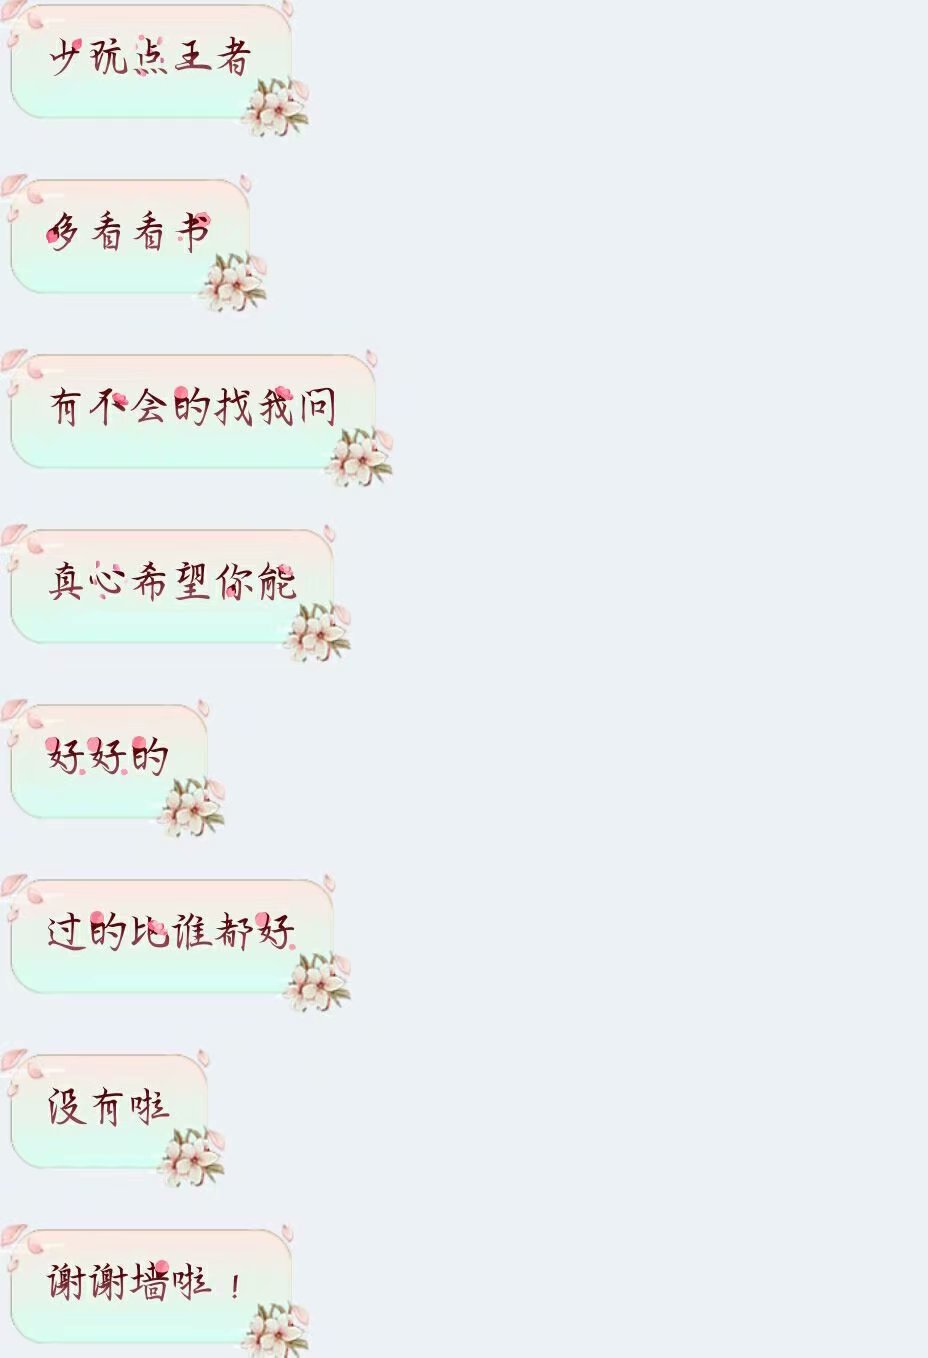 少玩点王者
多看看书
有不会的找我问
真心希望你能
好好的
过的比谁都好
没有啦
谢谢墙啦！